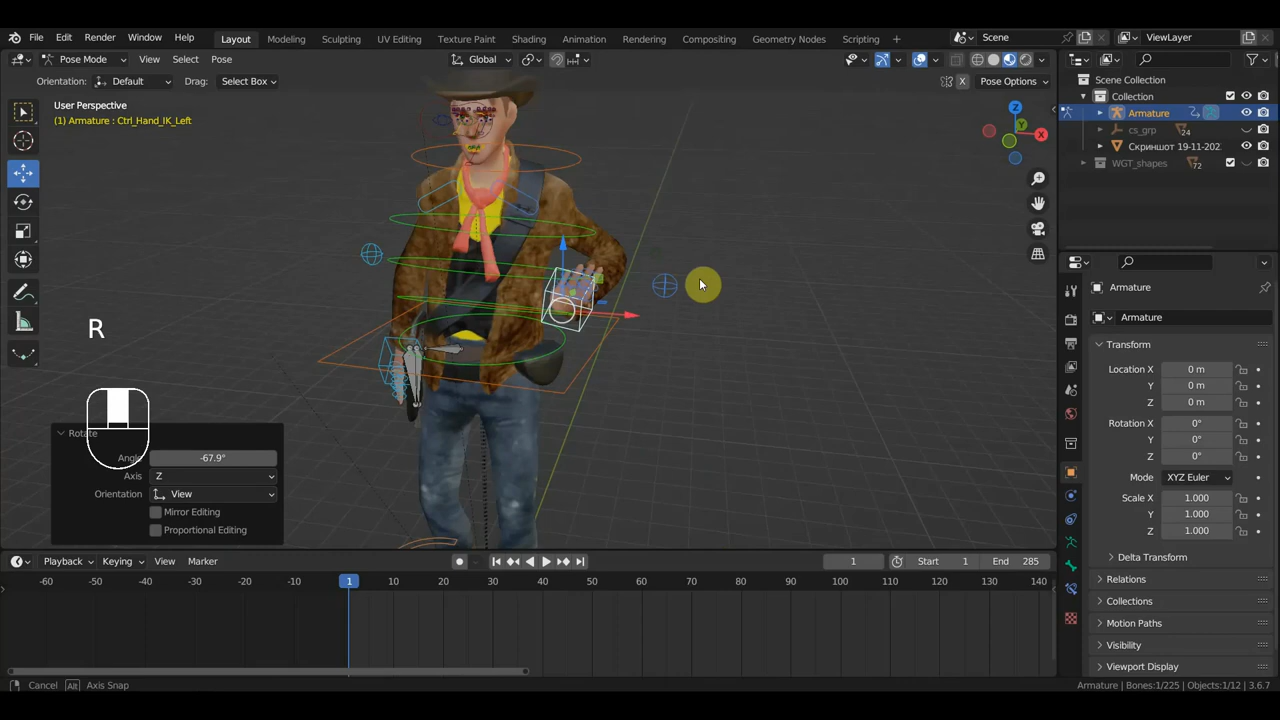 File Edit Render Window Help Layout Modeling Sculpting UV Editing Texture Paint Shading Animation Rendering Compositing Geometry Nodes Scripting + Scene ViewLayer
Pose Mode View Select Pose Global
Orientation: Default Drag: Select Box X Pose Options
User Perspective
(1) Armature : Ctrl_Hand_IK_Left
Z
Y
X
Scene Collection
Collection
Armature
cs_grp 24
Скриншот 19-11-202
WGT_shapes 72
Armature
Armature
Transform
Location X 0 m
Y 0 m
Z 0 m
Rotation X 0°
Y 0°
Z 0°
Mode XYZ Euler
Scale X 1.000
Y 1.000
Z 1.000
Delta Transform
Relations
Collections
Motion Paths
Visibility
Viewport Display
R
Rotate
Angle -67.9°
Axis Z
Orientation View
Mirror Editing
Proportional Editing
Playback Keying View Marker 1 Start 1 End 285
-60 -50 -40 -30 -20 -10 1 10 20 30 40 50 60 70 80 90 100 110 120 130 140
Cancel Alt Axis Snap Armature | Bones:1/225 | Objects:1/12 | 3.6.7